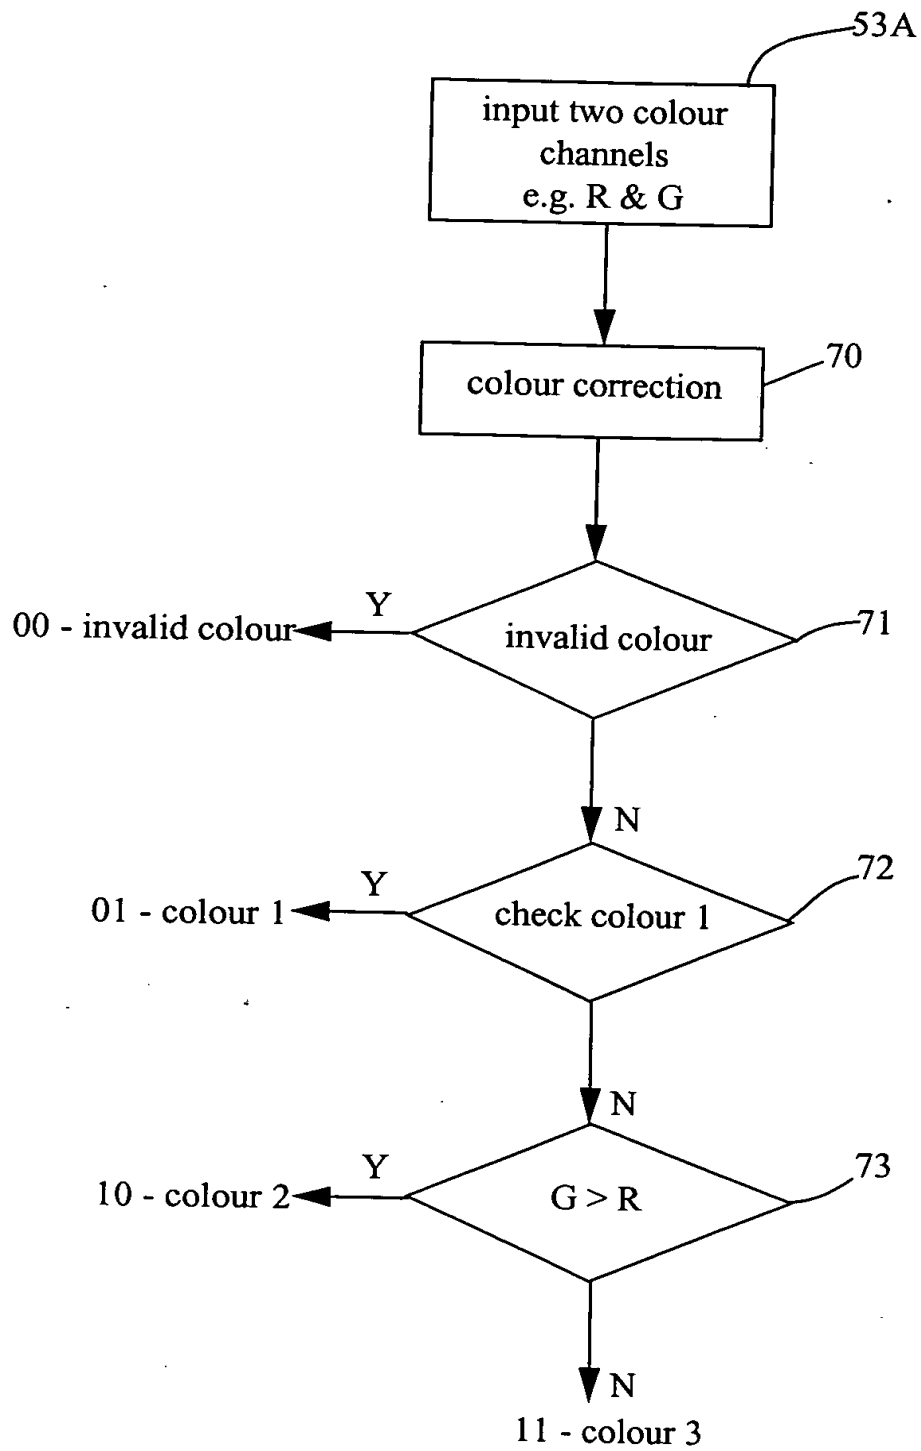 53A
input two colour
channels
e.g. R & G
70
colour correction
Y
00 - invalid colour
invalid colour
71
N
72
Y
01 - colour 1
check colour 1
N
73
Y
10 - colour 2
G > R
N
11 - colour 3